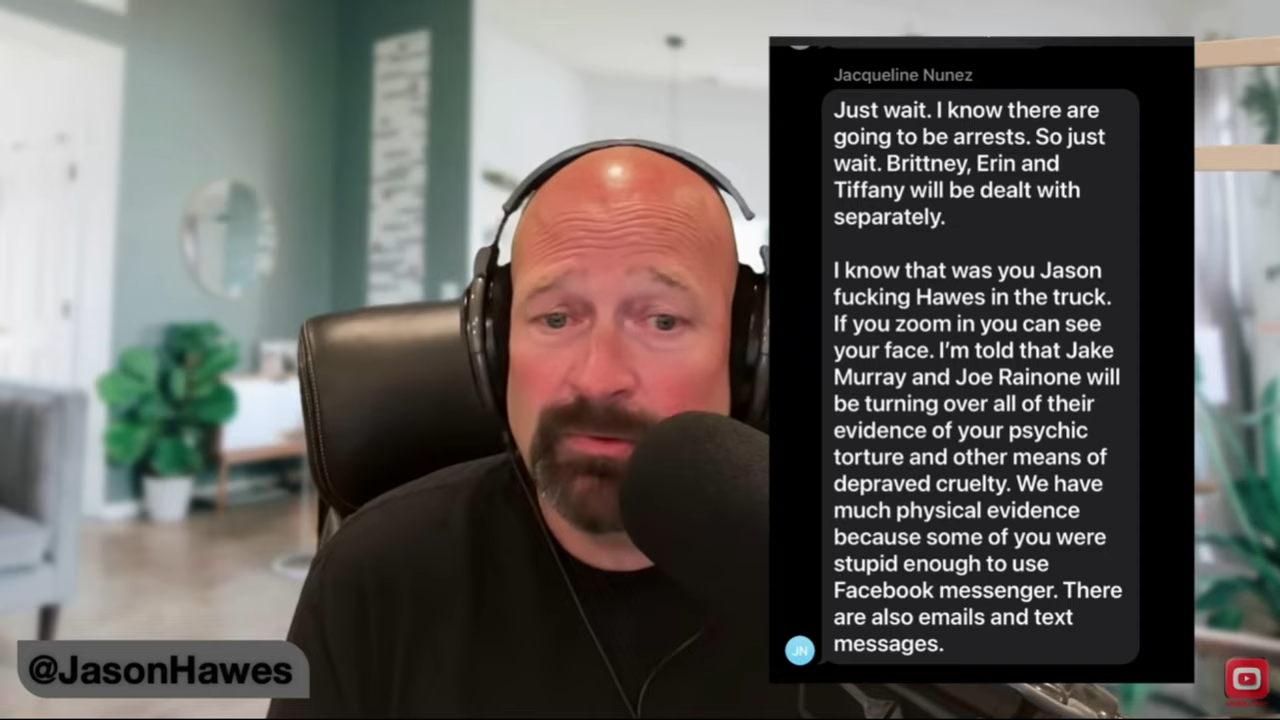 Jacqueline Nunez
Just wait. I know there are
going to be arrests. So just
wait. Brittney, Erin and
Tiffany will be dealt with
separately.
I know that was you Jason
fucking Hawes in the truck.
If you zoom in you can see
your face. I'm told that Jake
Murray and Joe Rainone will
be turning over all of their
evidence of your psychic
torture and other means of
depraved cruelty. We have
much physical evidence
because some of you were
stupid enough to use
Facebook messenger. There
are also emails and text
messages.
JN
@JasonHawes